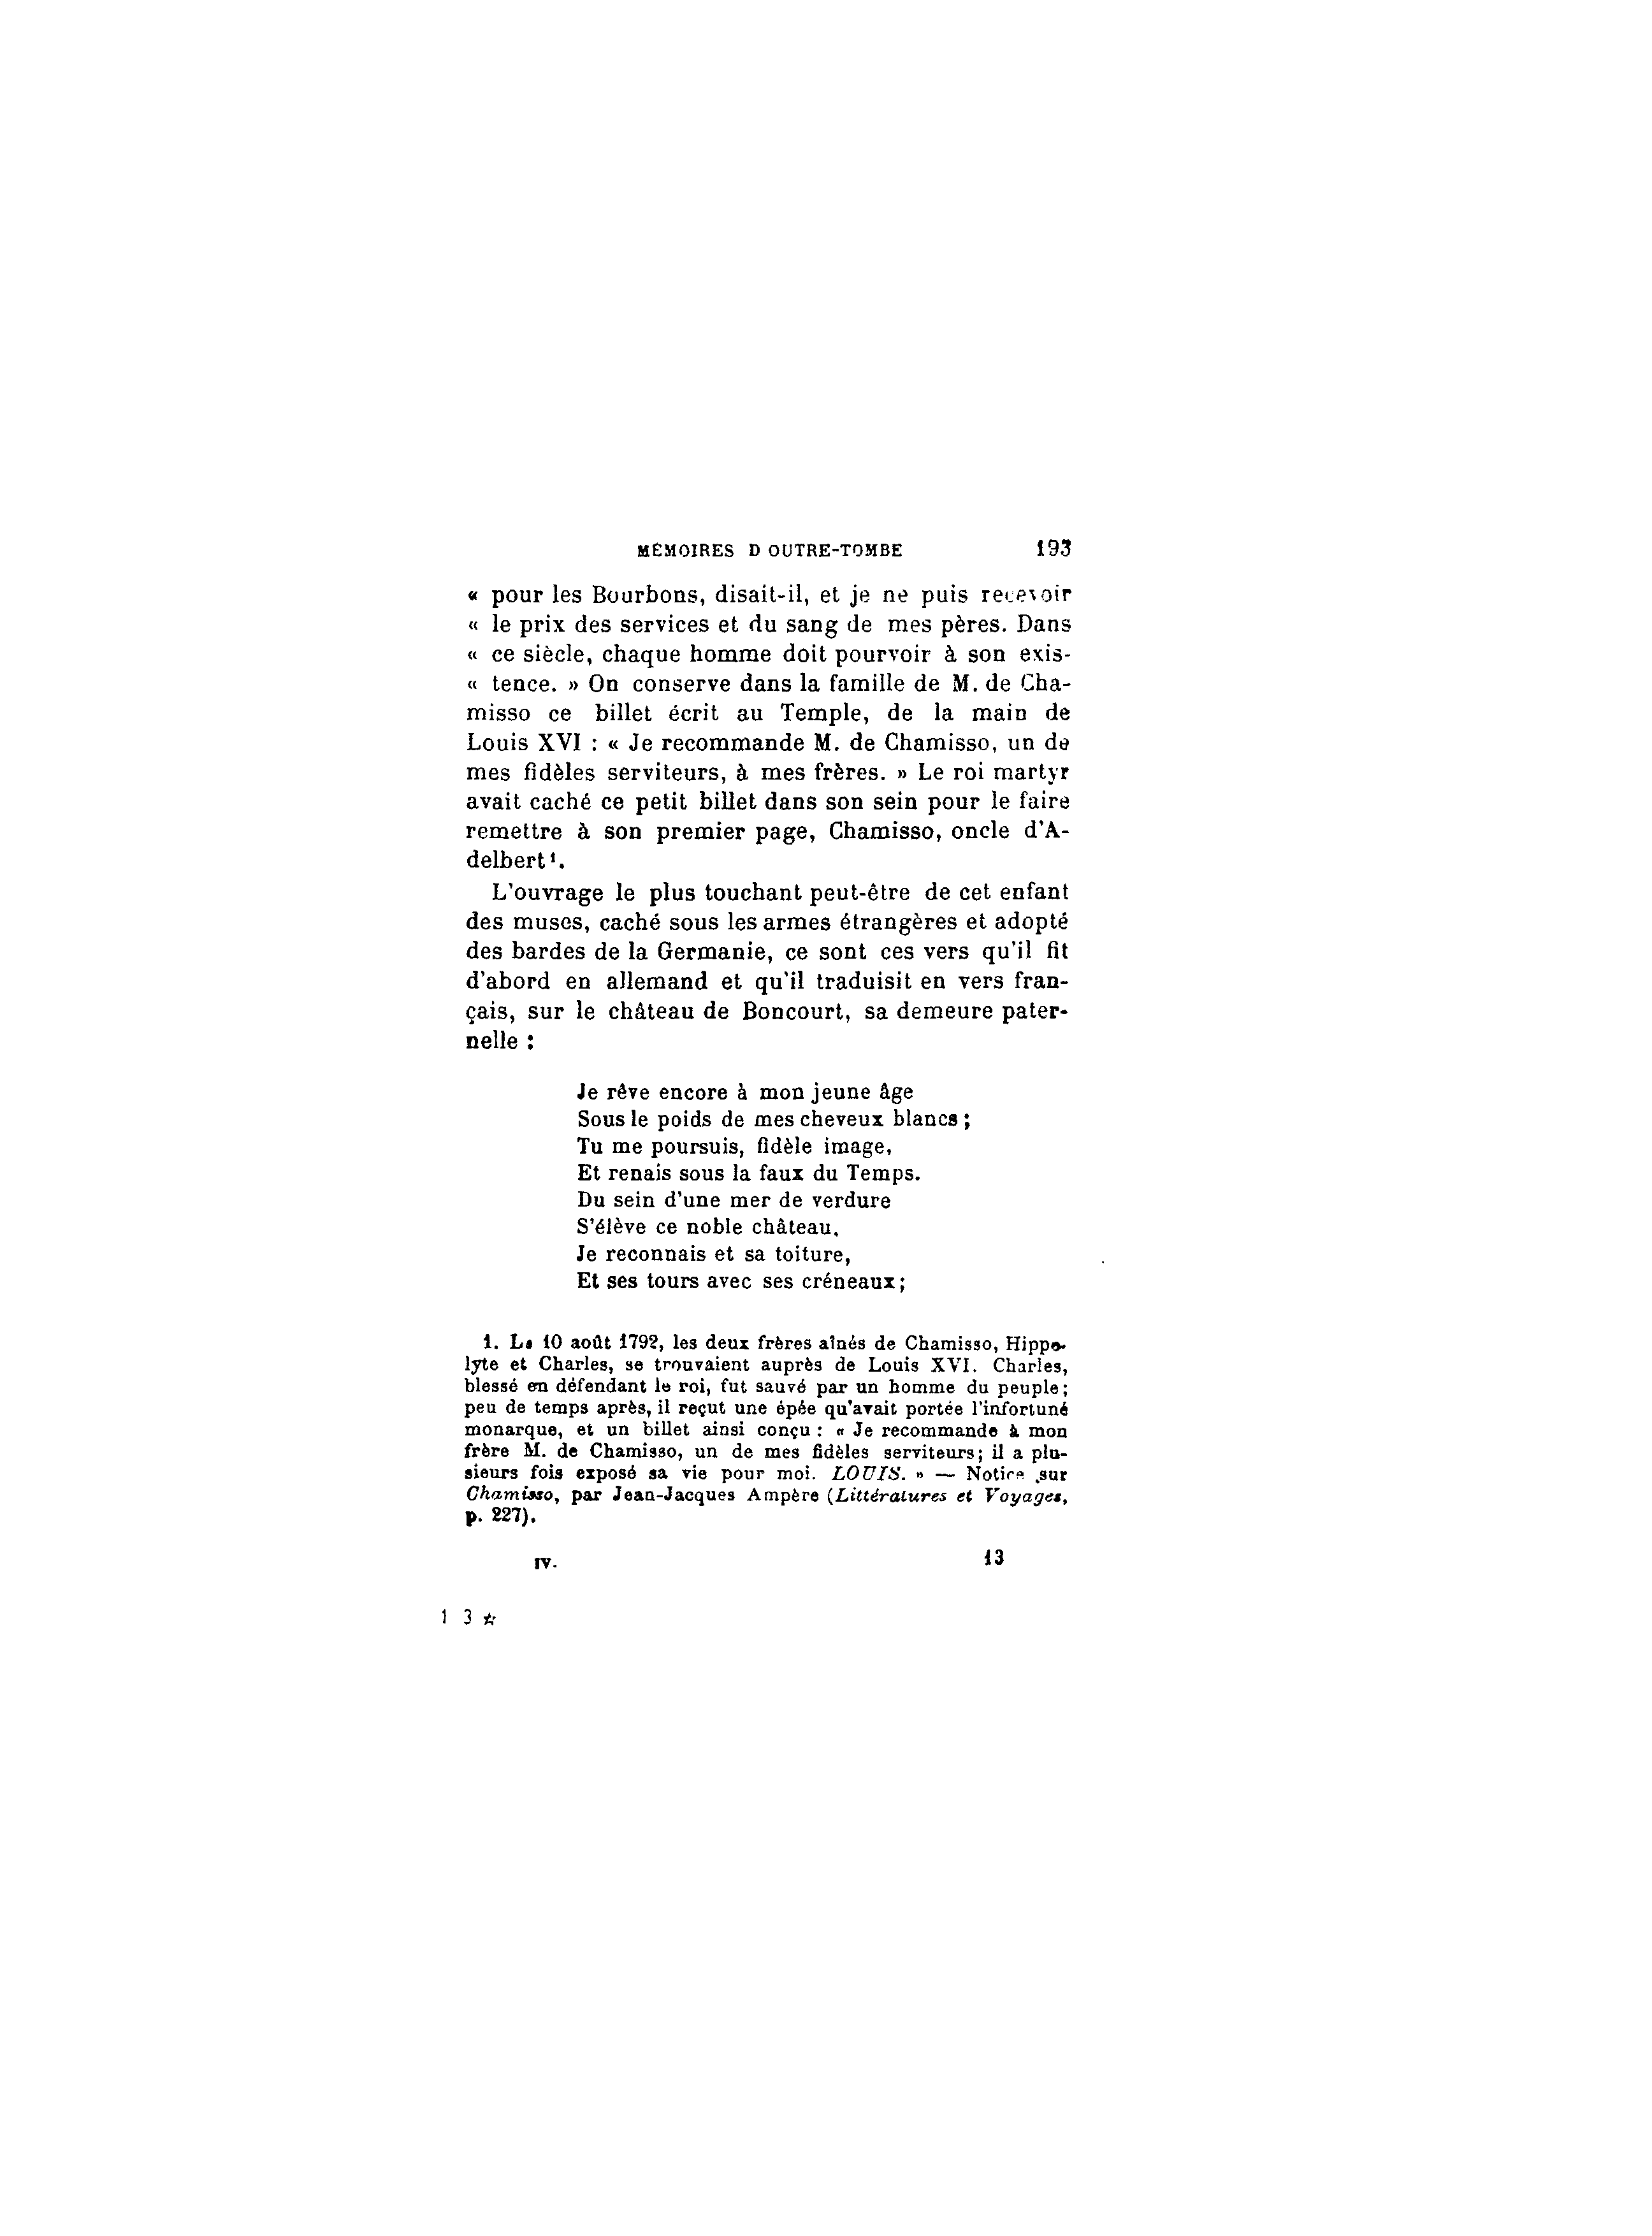 MÉMOIRES D OUTRE-TOMBE 193
« pour les Bourbons, disait-il, et je ne puis recevoir
« le prix des services et du sang de mes pères. Dans
« ce siècle, chaque homme doit pourvoir à son exis-
« tence. » On conserve dans la famille de M. de Cha-
misso ce billet écrit au Temple, de la main de
Louis XVI : « Je recommande M. de Chamisso, un de
mes fidèles serviteurs, à mes frères. » Le roi martyr
avait caché ce petit billet dans son sein pour le faire
remettre à son premier page, Chamisso, oncle d'A-
delbert¹.
L'ouvrage le plus touchant peut-être de cet enfant
des muses, caché sous les armes étrangères et adopté
des bardes de la Germanie, ce sont ces vers qu'il fit
d'abord en allemand et qu'il traduisit en vers fran-
çais, sur le château de Boncourt, sa demeure pater-
nelle :
Je rêve encore à mon jeune âge
Sous le poids de mes cheveux blancs ;
Tu me poursuis, fidèle image,
Et renais sous la faux du Temps.
Du sein d'une mer de verdure
S'élève ce noble château.
Je reconnais et sa toiture,
Et ses tours avec ses créneaux ;
1. Le 10 août 1792, les deux frères aînés de Chamisso, Hippo-
lyte et Charles, se trouvaient auprès de Louis XVI. Charles,
blessé en défendant le roi, fut sauvé par un homme du peuple ;
peu de temps après, il reçut une épée qu'avait portée l'infortuné
monarque, et un billet ainsi conçu : « Je recommande à mon
frère M. de Chamisso, un de mes fidèles serviteurs ; il a plu-
sieurs fois exposé sa vie pour moi. LOUIS. » — Notice sur
Chamisso, par Jean-Jacques Ampère (Littératures et Voyages,
p. 227).
IV. 13
1 3 ☆